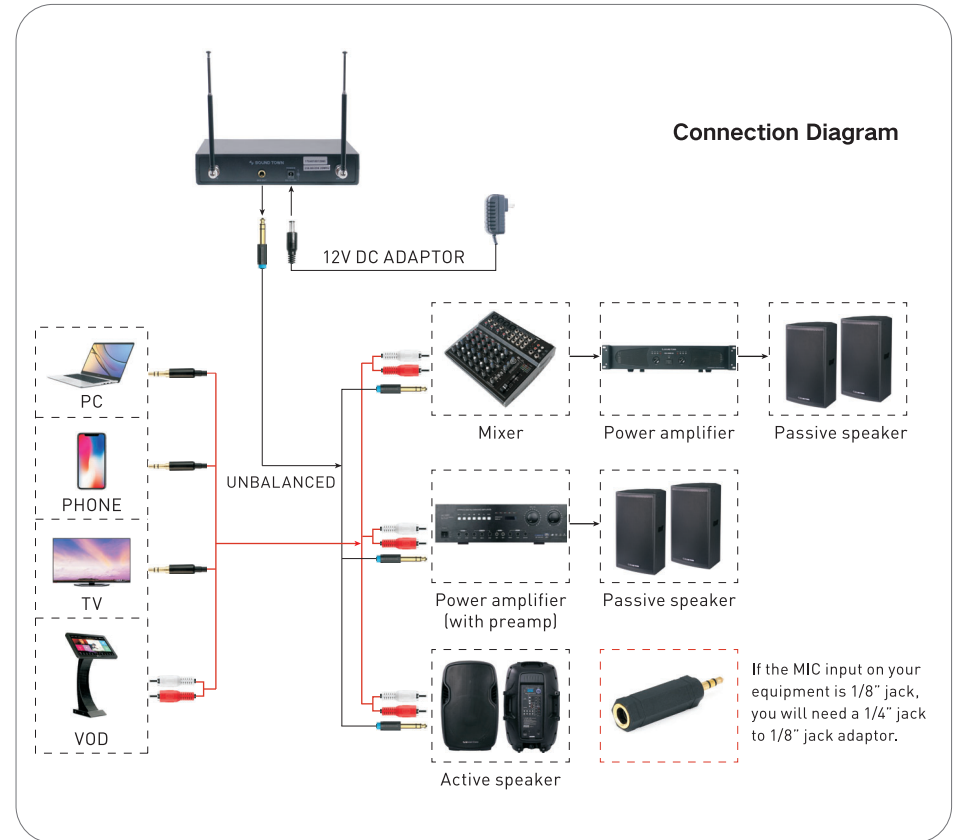 Connection Diagram
SOUND TOWN
12V DC ADAPTOR
PC
PHONE
TV
VOD
UNBALANCED
Mixer
Power amplifier
Passive speaker
Power amplifier
(with preamp)
Passive speaker
Active speaker
If the MIC input on your
equipment is 1/8” jack,
you will need a 1/4” jack
to 1/8” jack adaptor.